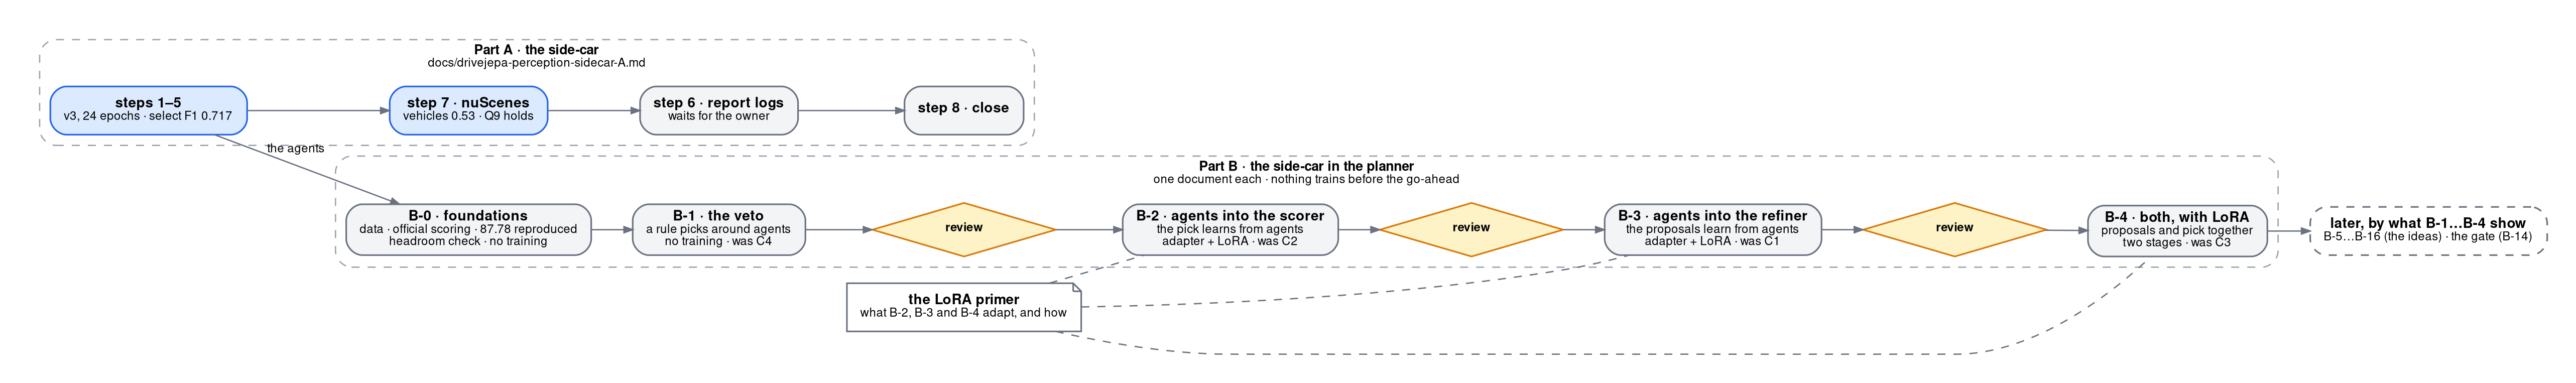 Part A · the side-car
docs/drivejepa-perception-sidecar-A.md
steps 1–5
v3, 24 epochs · select F1 0.717
step 7 · nuScenes
vehicles 0.53 · Q9 holds
step 6 · report logs
waits for the owner
step 8 · close
the agents
Part B · the side-car in the planner
one document each · nothing trains before the go-ahead
B-0 · foundations
data · official scoring · 87.78 reproduced
headroom check · no training
B-1 · the veto
a rule picks around agents
no training · was C4
review
B-2 · agents into the scorer
the pick learns from agents
adapter + LoRA · was C2
review
B-3 · agents into the refiner
the proposals learn from agents
adapter + LoRA · was C1
review
B-4 · both, with LoRA
proposals and pick together
two stages · was C3
later, by what B-1…B-4 show
B-5…B-16 (the ideas) · the gate (B-14)
the LoRA primer
what B-2, B-3 and B-4 adapt, and how